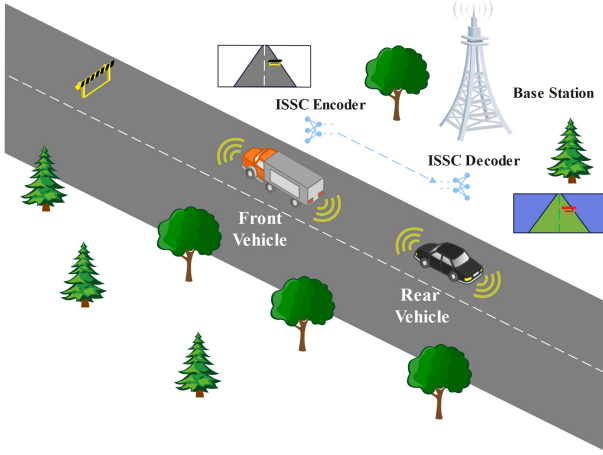 ISSC Encoder
Base Station
ISSC Decoder
Front
Vehicle
Rear
Vehicle